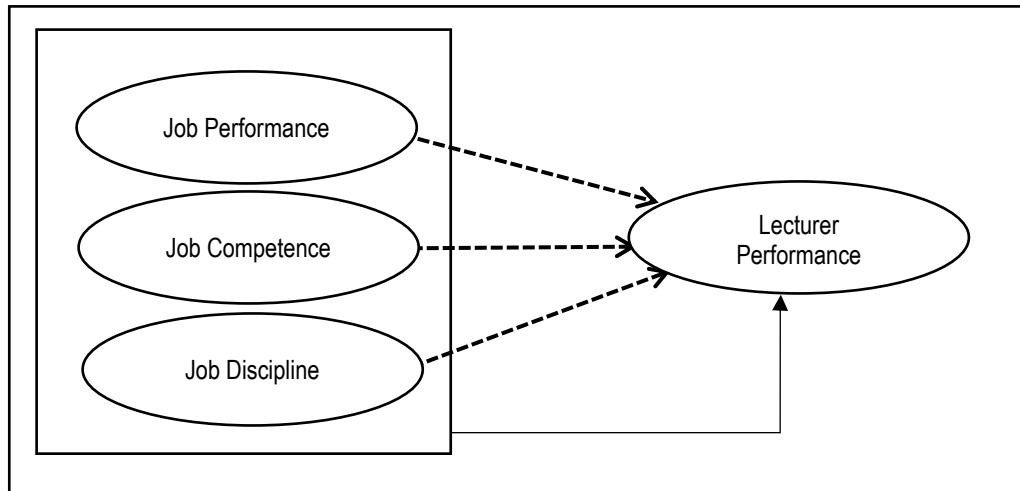 Job Performance
Job Competence
Job Discipline
Lecturer
Performance